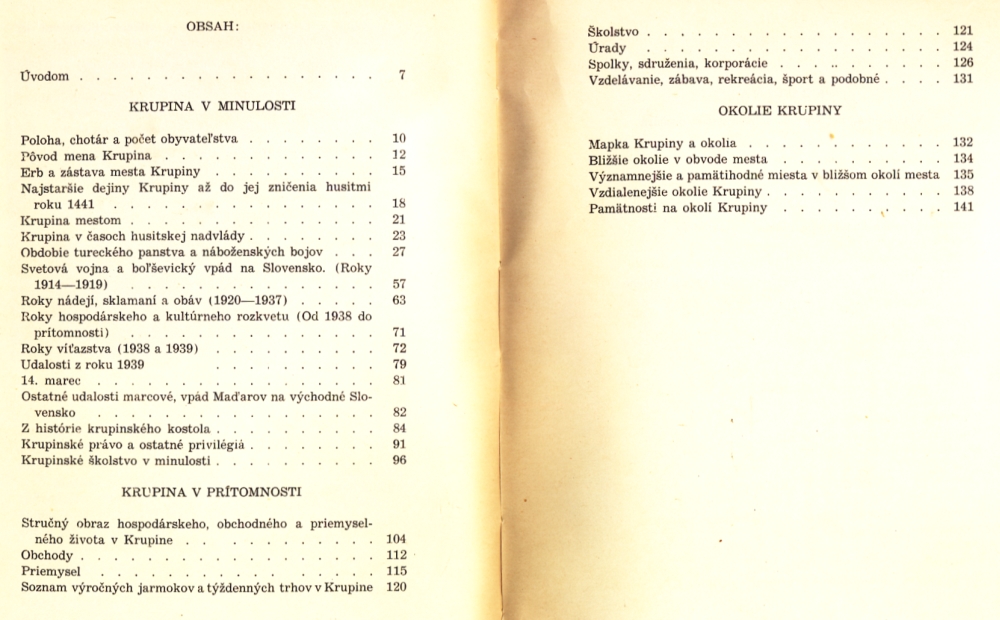 OBSAH:
Úvodom . . . . . . . . . . . . . . . . . . 7
KRUPINA V MINULOSTI
Poloha, chotár a počet obyvateľstva . . . . . . . . 10
Pôvod mena Krupina . . . . . . . . . . . . . 12
Erb a zástava mesta Krupiny . . . . . . . . . . 15
Najstaršie dejiny Krupiny až do jej zničenia husitmi
roku 1441 . . . . . . . . . . . . . . . . 18
Krupina mestom . . . . . . . . . . . . . . . 21
Krupina v časoch husitskej nadvlády . . . . . . . . 23
Obdobie tureckého panstva a náboženských bojov . . . 27
Svetová vojna a boľševický vpád na Slovensko. (Roky
1914—1919) . . . . . . . . . . . . . . . 57
Roky nádejí, sklamaní a obáv (1920—1937) . . . . . 63
Roky hospodárskeho a kultúrneho rozkvetu (Od 1938 do
prítomnosti) . . . . . . . . . . . . . . . 71
Roky víťazstva (1938 a 1939) . . . . . . . . . . 72
Udalosti z roku 1939 . . . . . . . . . . 79
14. marec . . . . . . . . . . . . . . . . . 81
Ostatné udalosti marcové, vpád Maďarov na východné Slo-
vensko . . . . . . . . . . . . . . . . . 82
Z histórie krupinského kostola . . . . . . . . . . 84
Krupinské právo a ostatné privilégiá . . . . . . . . 91
Krupinské školstvo v minulosti . . . . . . . . . . 96
KRUPINA V PRÍTOMNOSTI
Stručný obraz hospodárskeho, obchodného a priemysel-
ného života v Krupine . . . . . . . . . . . 104
Obchody . . . . . . . . . . . . . . . . . . 112
Priemysel . . . . . . . . . . . . . . . . . 115
Soznam výročných jarmokov a týždenných trhov v Krupine 120
Školstvo . . . . . . . . . . . . . . . . . . 121
Úrady . . . . . . . . . . . . . . . . . . 124
Spolky, sdruženia, korporácie . . . . . . . . . . 126
Vzdelávanie, zábava, rekreácia, šport a podobné . . . . 131
OKOLIE KRUPINY
Mapka Krupiny a okolia . . . . . . . . . . . . 132
Bližšie okolie v obvode mesta . . . . . . . . . . 134
Významnejšie a pamätihodné miesta v bližšom okolí mesta 135
Vzdialenejšie okolie Krupiny . . . . . . . . . . . 138
Pamätnosti na okolí Krupiny . . . . . . . . . . 141